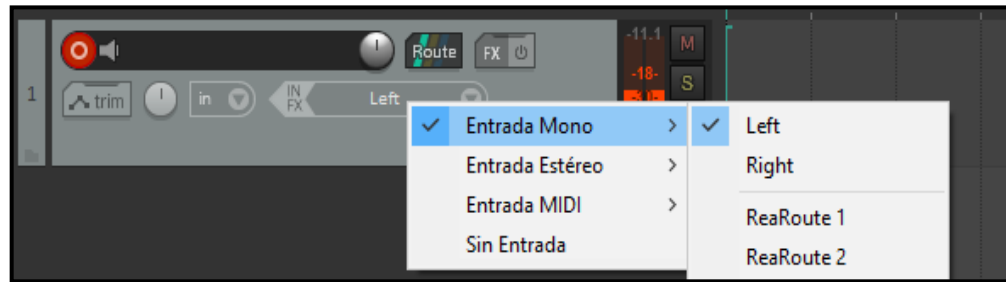 Route FX -11.1 M
-18- S
1 trim in IN FX Left
Entrada Mono
Entrada Estéreo
Entrada MIDI
Sin Entrada
Left
Right
ReaRoute 1
ReaRoute 2